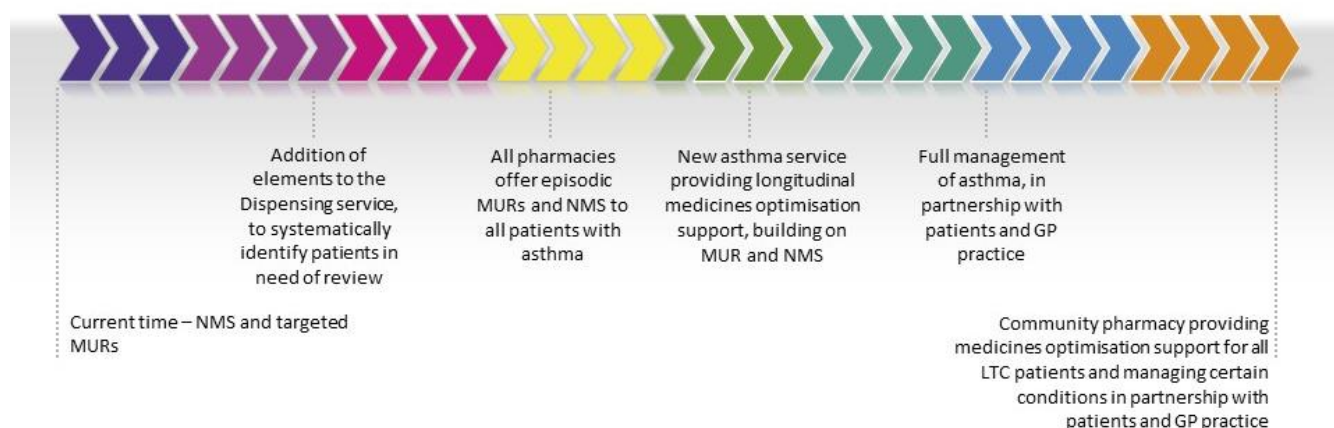 Addition of
elements to the
Dispensing service,
to systematically
identify patients in
need of review
All pharmacies
offer episodic
MURs and NMS to
all patients with
asthma
New asthma service
providing longitudinal
medicines optimisation
support, building on
MUR and NMS
Full management
of asthma, in
partnership with
patients and GP
practice
Current time – NMS and targeted
MURs
Community pharmacy providing
medicines optimisation support for all
LTC patients and managing certain
conditions in partnership with
patients and GP practice